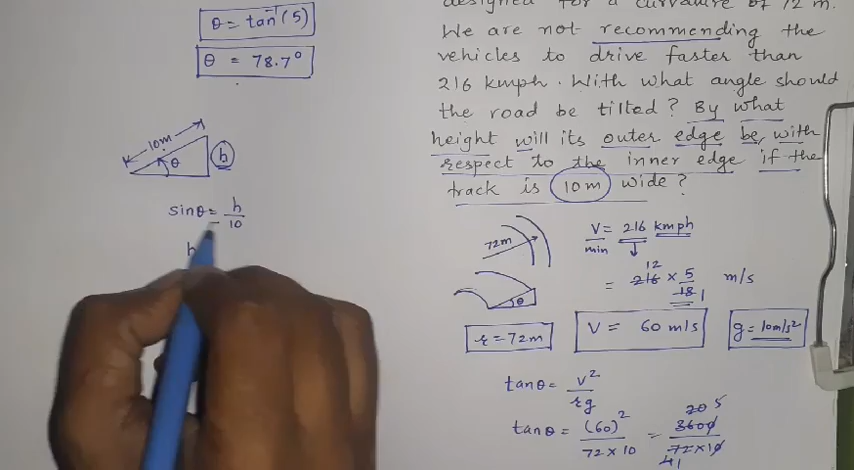 θ = tan⁻¹(5)
θ = 78.7°
10m
θ
h
sinθ = h/10
h
designed for a curvature of 72 m.
We are not recommending the
vehicles to drive faster than
216 kmph. With what angle should
the road be tilted? By what
height will its outer edge be, with
respect to the inner edge if the
track is 10m wide?
72m
V = 216 kmph
min
12
= 216 × 5/18 1 m/s
θ
r = 72m
V = 60 m/s
g = 10m/s²
tanθ = V²/rg
20 5
tanθ = (60)²/72×10 = 3600/72×10
41